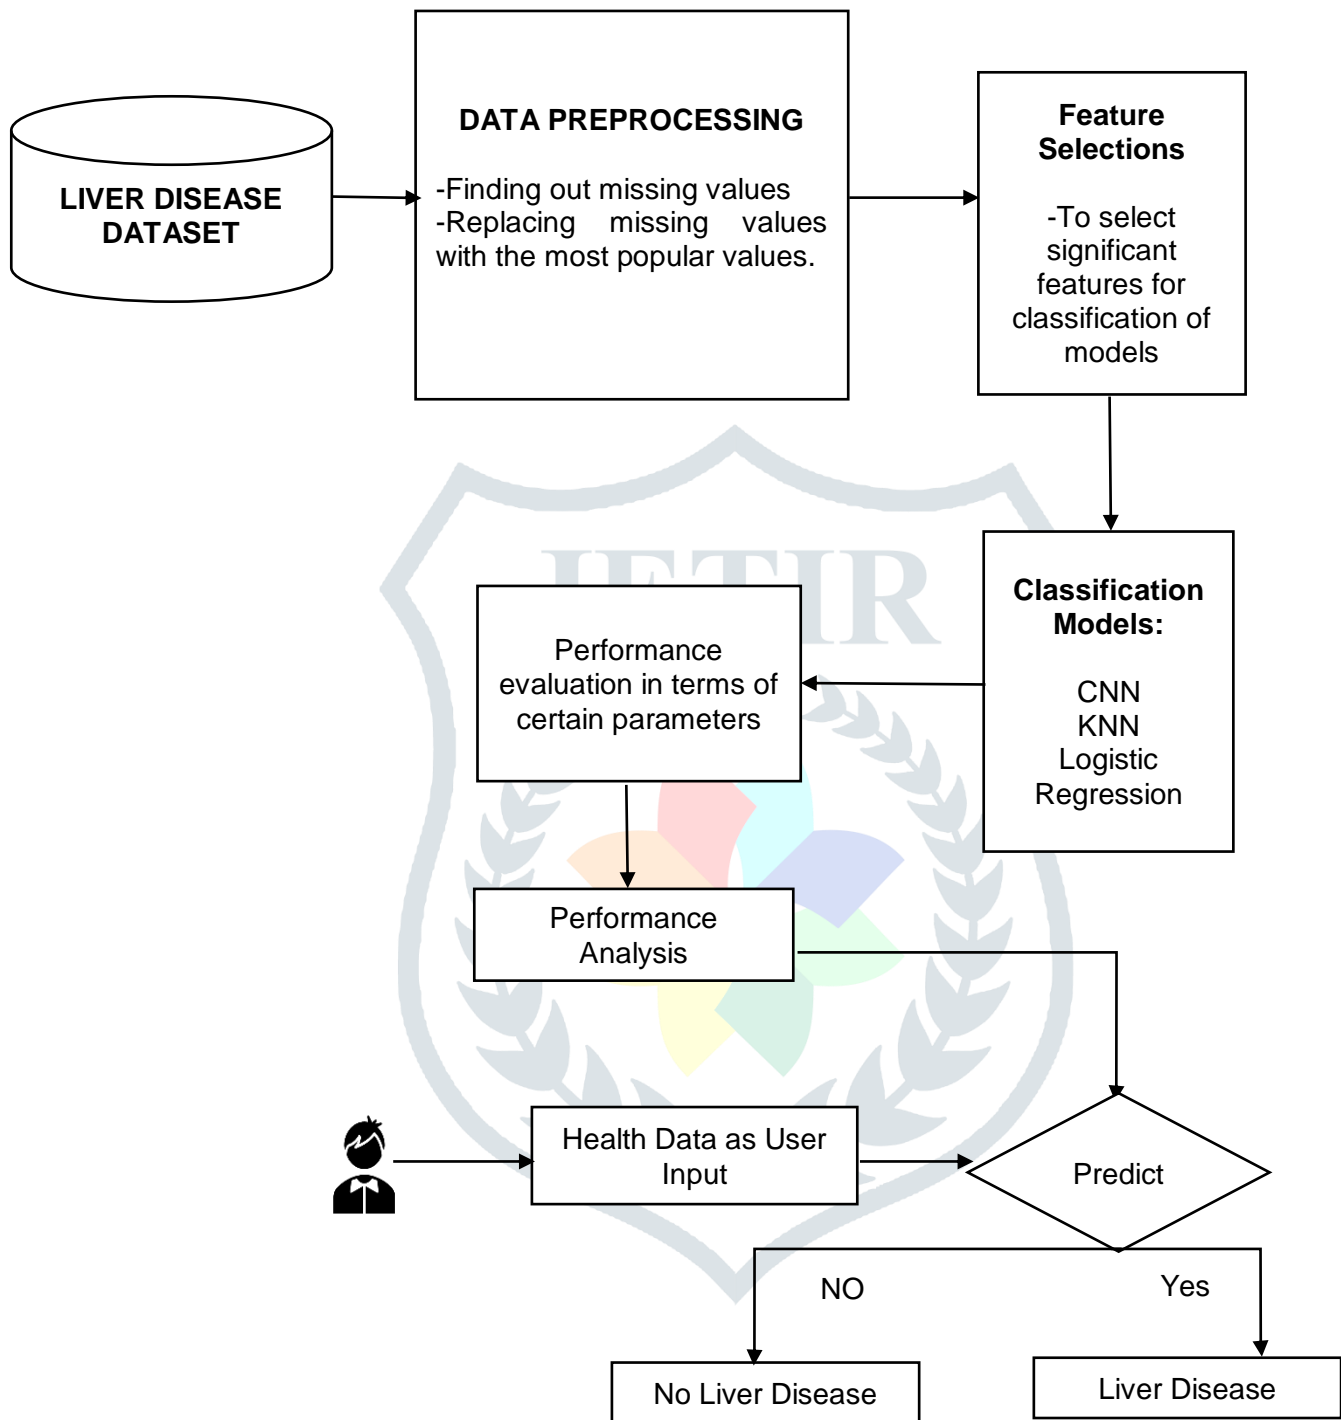 LIVER DISEASE
DATASET
DATA PREPROCESSING
-Finding out missing values
-Replacing missing values
with the most popular values.
Feature
Selections
-To select
significant
features for
classification of
models
Classification
Models:
CNN
KNN
Logistic
Regression
JETIR
Performance
evaluation in terms of
certain parameters
Performance
Analysis
Health Data as User
Input
Predict
NO
Yes
No Liver Disease
Liver Disease